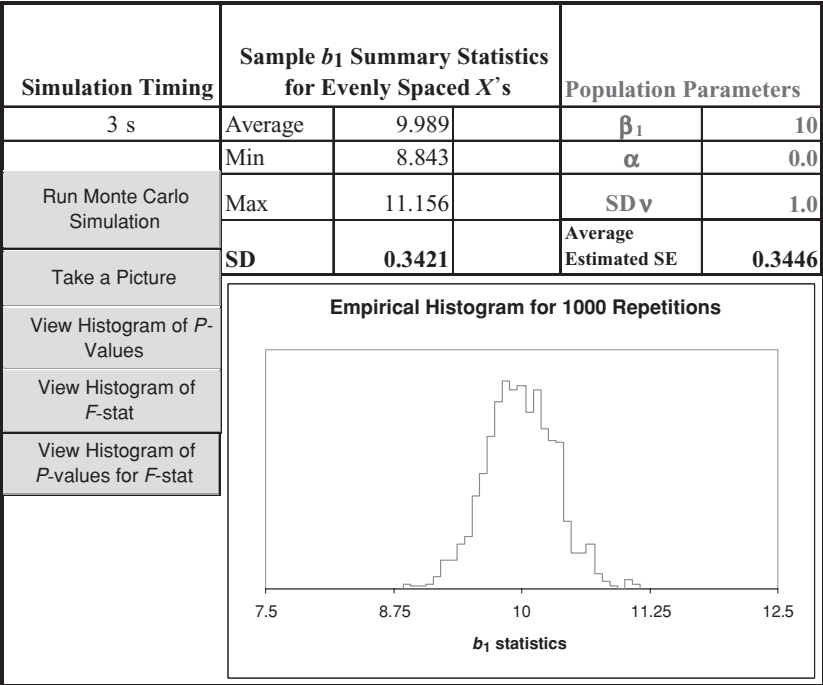 Simulation Timing
Sample b1 Summary Statistics
for Evenly Spaced X's
Population Parameters
3 s
Average 9.989
β1 10
Min 8.843
α 0.0
Run Monte Carlo
Simulation
Max 11.156
SD ν 1.0
SD 0.3421
Average
Estimated SE 0.3446
Take a Picture
View Histogram of P-
Values
View Histogram of
F-stat
View Histogram of
P-values for F-stat
Empirical Histogram for 1000 Repetitions
7.5 8.75 10 11.25 12.5
b1 statistics